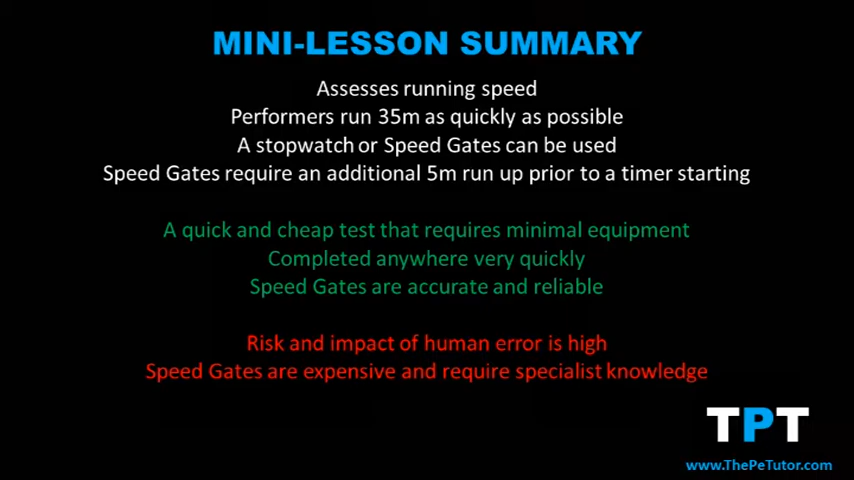 MINI-LESSON SUMMARY
Assesses running speed
Performers run 35m as quickly as possible
A stopwatch or Speed Gates can be used
Speed Gates require an additional 5m run up prior to a timer starting
A quick and cheap test that requires minimal equipment
Completed anywhere very quickly
Speed Gates are accurate and reliable
Risk and impact of human error is high
Speed Gates are expensive and require specialist knowledge
TPT
www.ThePeTutor.com